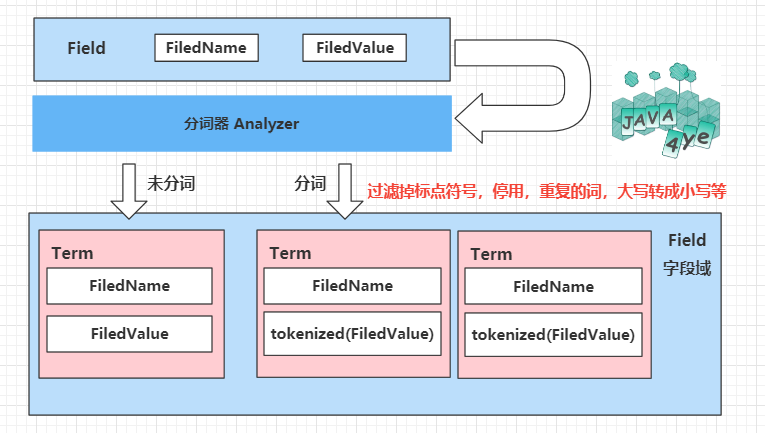 Field
FiledName
FiledValue
JAVA
4ye
分词器 Analyzer
未分词
分词
过滤掉标点符号，停用，重复的词，大写转成小写等
Term
FiledName
FiledValue
Term
FiledName
tokenized(FiledValue)
Term
FiledName
tokenized(FiledValue)
Field
字段域